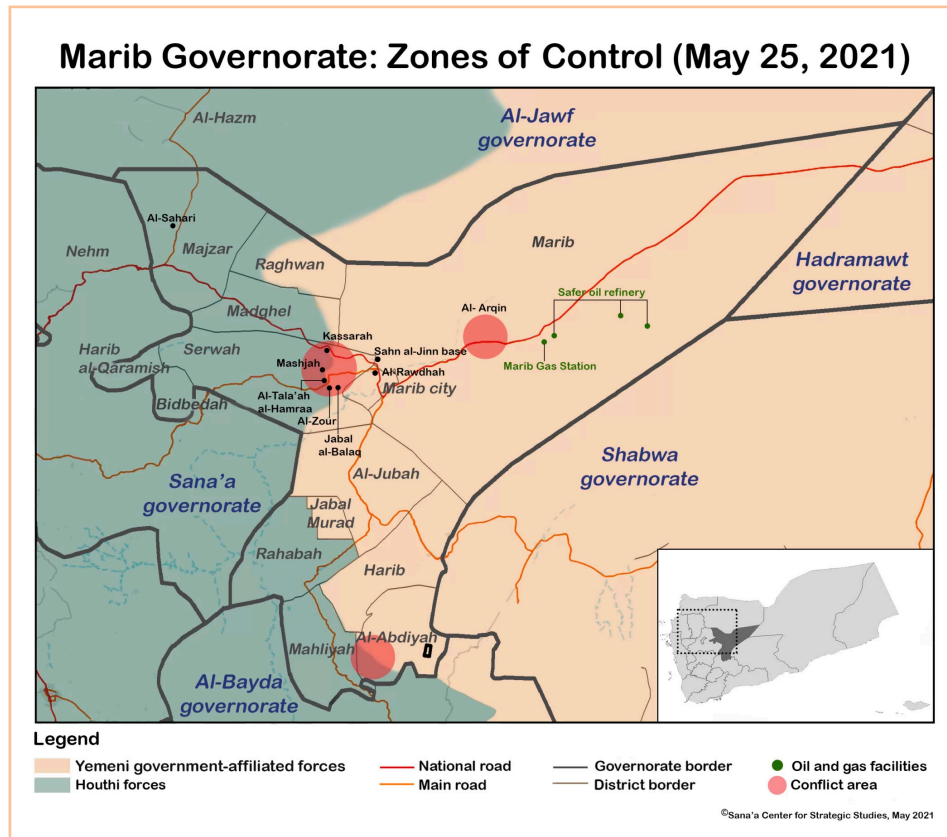 Marib Governorate: Zones of Control (May 25, 2021)
Al-Hazm
Al-Jawf
governorate
Al-Sahari
Nehm
Majzar
Raghwan
Marib
Hadramawt
governorate
Madghel
Al- Arqin
Safer oil refinery
Kassarah
Harib
al-Qaramish
Serwah
Sahn al-Jinn base
Mashjah
Al-Rawdhah
Marib Gas Station
Marib city
Bidbedah
Al-Tala'ah
al-Hamraa
Al-Zour
Jabal
al-Balaq
Shabwa
governorate
Al-Jubah
Sana'a
governorate
Jabal
Murad
Rahabah
Harib
Al-Abdiyah
Mahliyah
Al-Bayda
governorate
Legend
Yemeni government-affiliated forces
National road
Governorate border
Oil and gas facilities
Houthi forces
Main road
District border
Conflict area
©Sana'a Center for Strategic Studies, May 2021